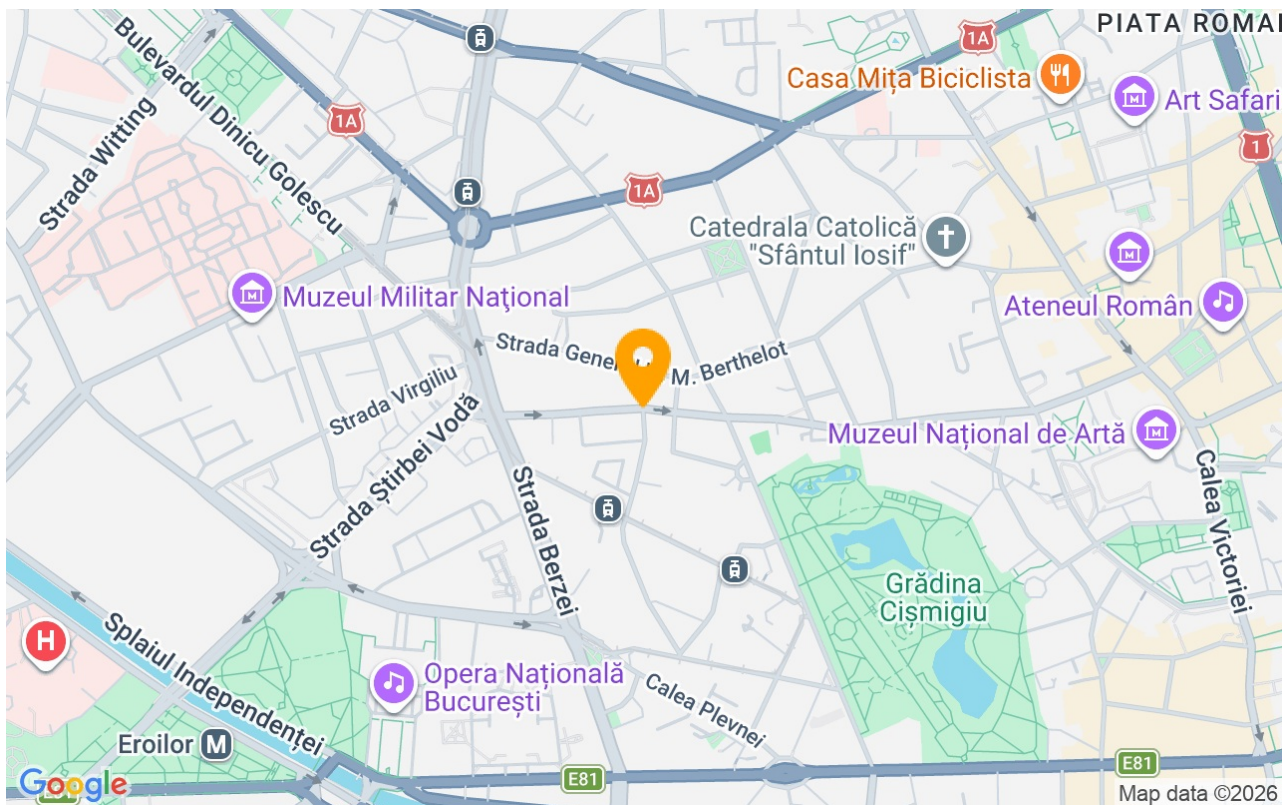 PIATA ROMAI
1A
Bulevardul Dinicu Golescu
Casa Mița Biciclista
Art Safari
Strada Witting
1A
1
1A
Catedrala Catolică
"Sfântul Iosif"
Muzeul Militar Naţional
Ateneul Român
Strada Gene
M. Berthelot
Strada Virgiliu
Muzeul Național de Artă
Strada Știrbei Vodă
Strada Berzei
Calea Victoriei
Grădina
Cișmigiu
H
Splaiul Independenței
Opera Națională
București
Calea Plevnei
Eroilor M
E81
E81
Google
Map data ©2026